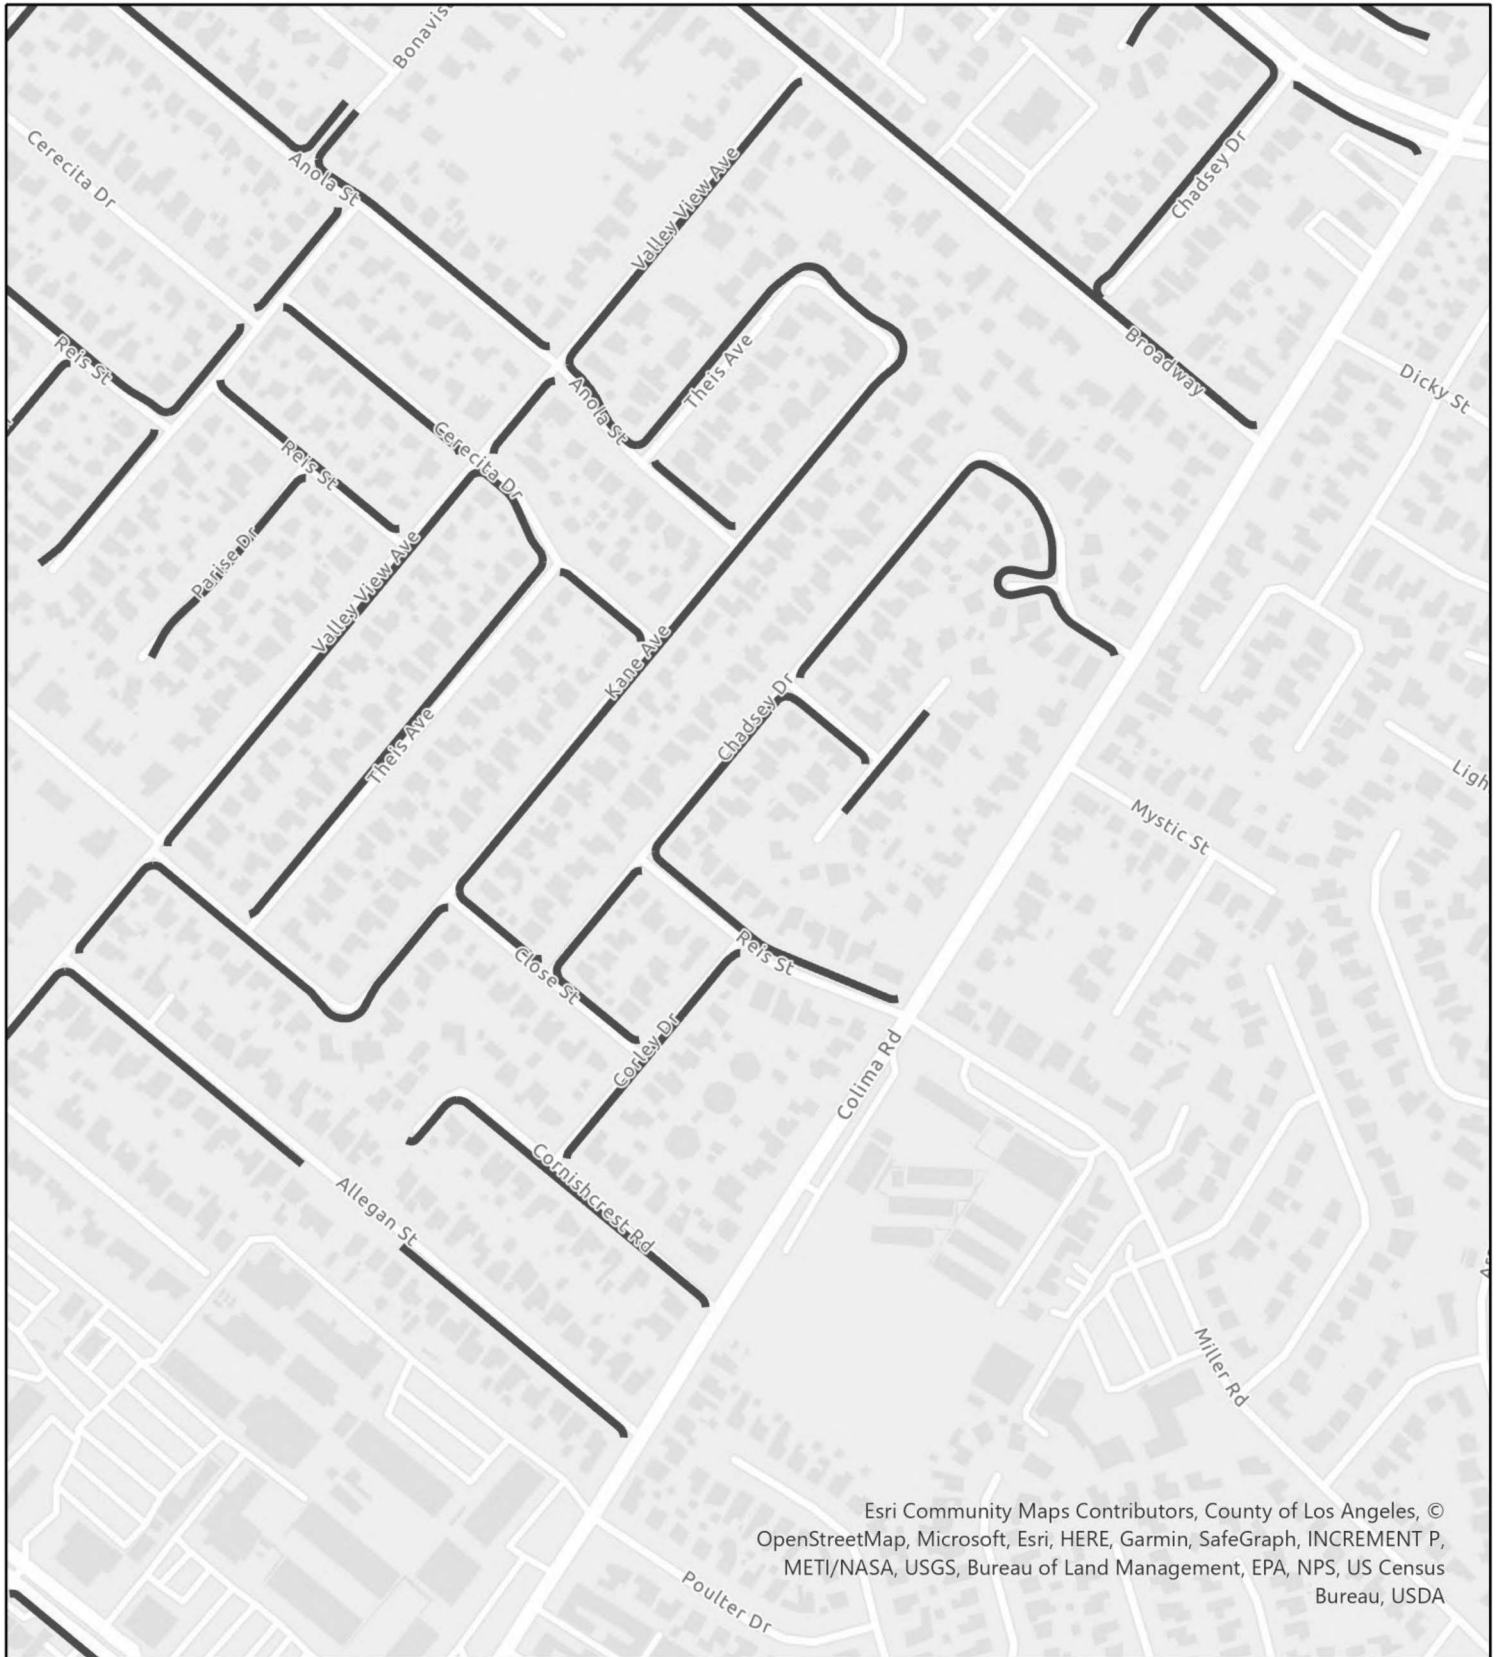 Bonavis
Cerecita Dr
Anola St
Valley View Ave
Chadsey Dr
Reis St
Theis Ave
Broadway
Anola St
Dicky St
Cerecita Dr
Reis St
Parise Dr
Valley View Ave
Kane Ave
Chadsey Dr
Theis Ave
Ligh
Mystic St
Reis St
Close St
Corley Dr
Colima Rd
Cornishcrest Rd
Allegan St
Miller Rd
Poulter Dr
Esri Community Maps Contributors, County of Los Angeles, ©
OpenStreetMap, Microsoft, Esri, HERE, Garmin, SafeGraph, INCREMENT P,
METI/NASA, USGS, Bureau of Land Management, EPA, NPS, US Census
Bureau, USDA